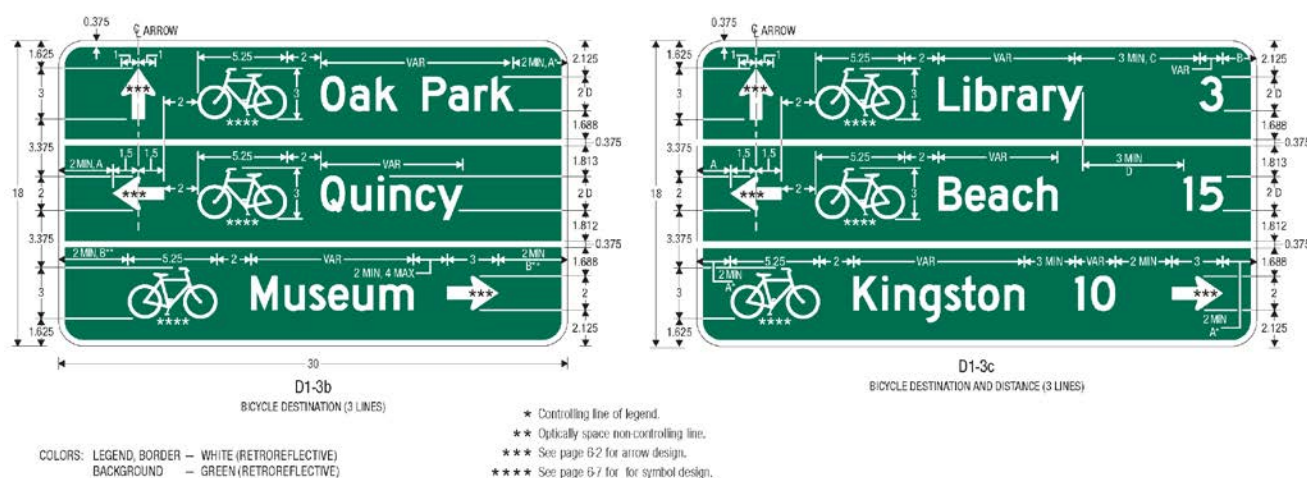 0.375
℄ ARROW
1.625
1
1
5.25
2
VAR
2 MIN, A*
2.125
3
***
2
3
****
Oak Park
2 D
1.688
3.375
0.375
2 MIN, A
1.5
1.5
5.25
2
VAR
1.813
18
2
***
2
3
****
Quincy
2 D
1.812
3.375
0.375
2 MIN, B**
5.25
2
VAR
2 MIN, 4 MAX
3
2 MIN
B**
1.688
3
****
Museum
***
2
1.625
2.125
30
D1-3b
BICYCLE DESTINATION (3 LINES)
0.375
℄ ARROW
1.625
1
1
5.25
2
VAR
3 MIN, C
VAR
B
2.125
3
***
2
3
****
Library
3
2 D
1.688
3.375
0.375
A
1.5
1.5
5.25
2
VAR
3 MIN
D
1.813
18
2
***
2
3
****
Beach
15
2 D
1.812
3.375
0.375
2 MIN
A*
5.25
2
VAR
3 MIN
VAR
2 MIN
3
1.688
3
****
Kingston
10
***
2
2 MIN
A*
1.625
2.125
D1-3c
BICYCLE DESTINATION AND DISTANCE (3 LINES)
* Controlling line of legend.
** Optically space non-controlling line.
*** See page 6-2 for arrow design.
**** See page 6-7 for for symbol design.
COLORS: LEGEND, BORDER – WHITE (RETROREFLECTIVE)
BACKGROUND – GREEN (RETROREFLECTIVE)